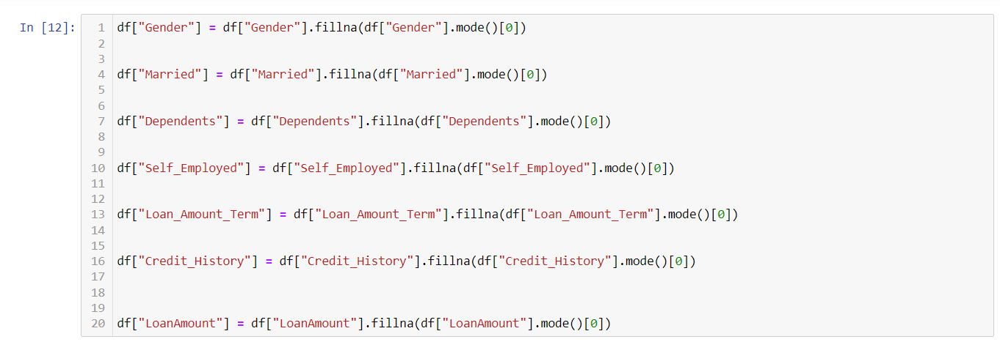 In [12]:
1 df["Gender"] = df["Gender"].fillna(df["Gender"].mode()[0])
2
3
4 df["Married"] = df["Married"].fillna(df["Married"].mode()[0])
5
6
7 df["Dependents"] = df["Dependents"].fillna(df["Dependents"].mode()[0])
8
9
10 df["Self_Employed"] = df["Self_Employed"].fillna(df["Self_Employed"].mode()[0])
11
12
13 df["Loan_Amount_Term"] = df["Loan_Amount_Term"].fillna(df["Loan_Amount_Term"].mode()[0])
14
15
16 df["Credit_History"] = df["Credit_History"].fillna(df["Credit_History"].mode()[0])
17
18
19
20 df["LoanAmount"] = df["LoanAmount"].fillna(df["LoanAmount"].mode()[0])